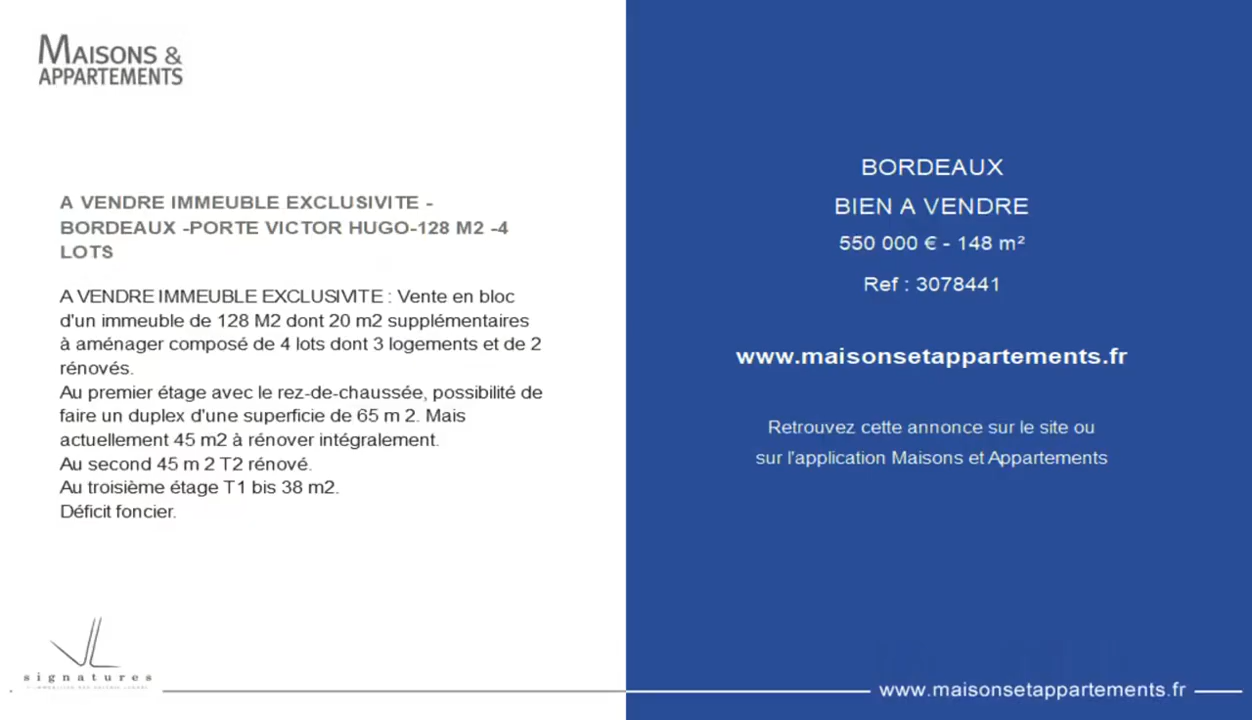 MAISONS &
APPARTEMENTS
A VENDRE IMMEUBLE EXCLUSIVITE -
BORDEAUX -PORTE VICTOR HUGO-128 M2 -4
LOTS
A VENDRE IMMEUBLE EXCLUSIVITE : Vente en bloc
d'un immeuble de 128 M2 dont 20 m2 supplémentaires
à aménager composé de 4 lots dont 3 logements et de 2
rénovés.
Au premier étage avec le rez-de-chaussée, possibilité de
faire un duplex d'une superficie de 65 m 2. Mais
actuellement 45 m2 à rénover intégralement.
Au second 45 m 2 T2 rénové.
Au troisième étage T1 bis 38 m2.
Déficit foncier.
signatures
BORDEAUX
BIEN A VENDRE
550 000 € - 148 m²
Ref : 3078441
www.maisonsetappartements.fr
Retrouvez cette annonce sur le site ou
sur l'application Maisons et Appartements
www.maisonsetappartements.fr